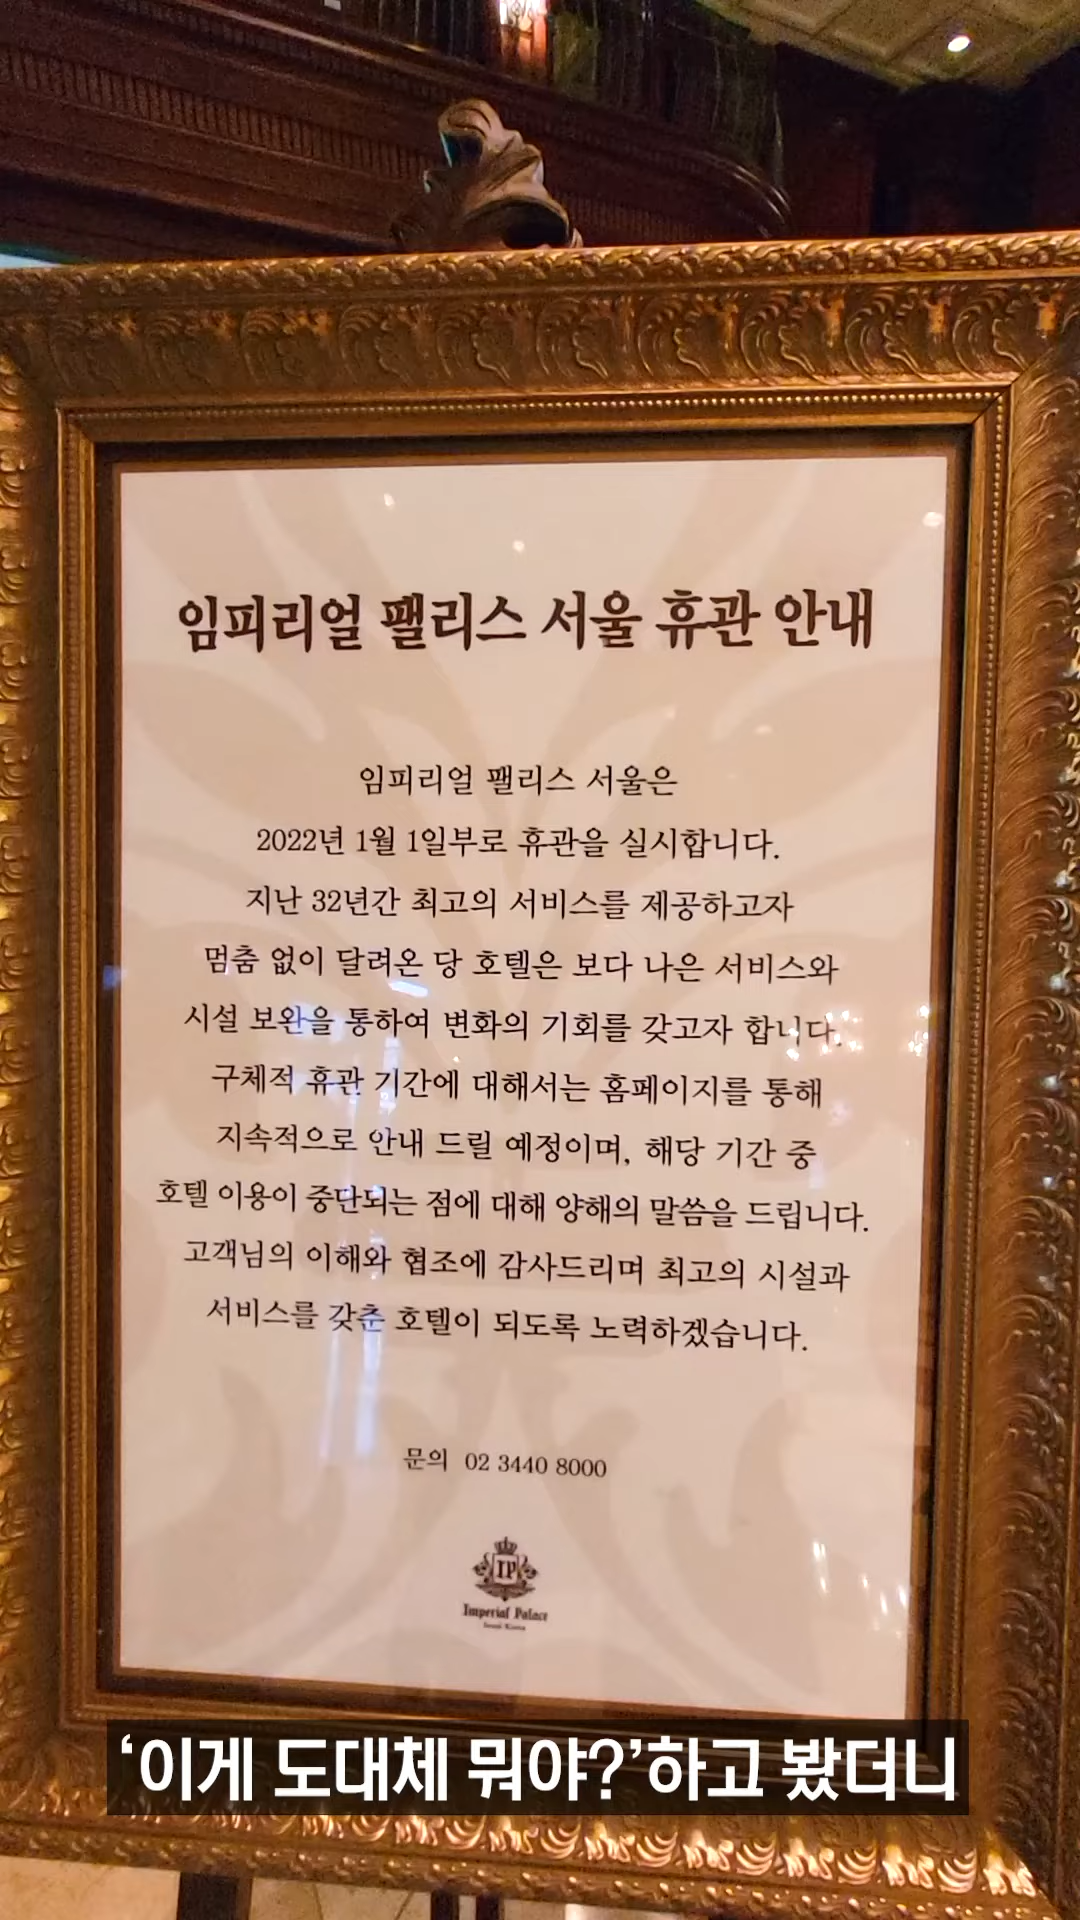 임피리얼 팰리스 서울 휴관 안내
임피리얼 팰리스 서울은
2022년 1월 1일부로 휴관을 실시합니다.
지난 32년간 최고의 서비스를 제공하고자
멈춤 없이 달려온 당 호텔은 보다 나은 서비스와
시설 보완을 통하여 변화의 기회를 갖고자 합니다.
구체적 휴관 기간에 대해서는 홈페이지를 통해
지속적으로 안내 드릴 예정이며, 해당 기간 중
호텔 이용이 중단되는 점에 대해 양해의 말씀을 드립니다.
고객님의 이해와 협조에 감사드리며 최고의 시설과
서비스를 갖춘 호텔이 되도록 노력하겠습니다.
문의 02 3440 8000
IP
Imperial Palace
Seoul Korea
‘이게 도대체 뭐야?’하고 봤더니